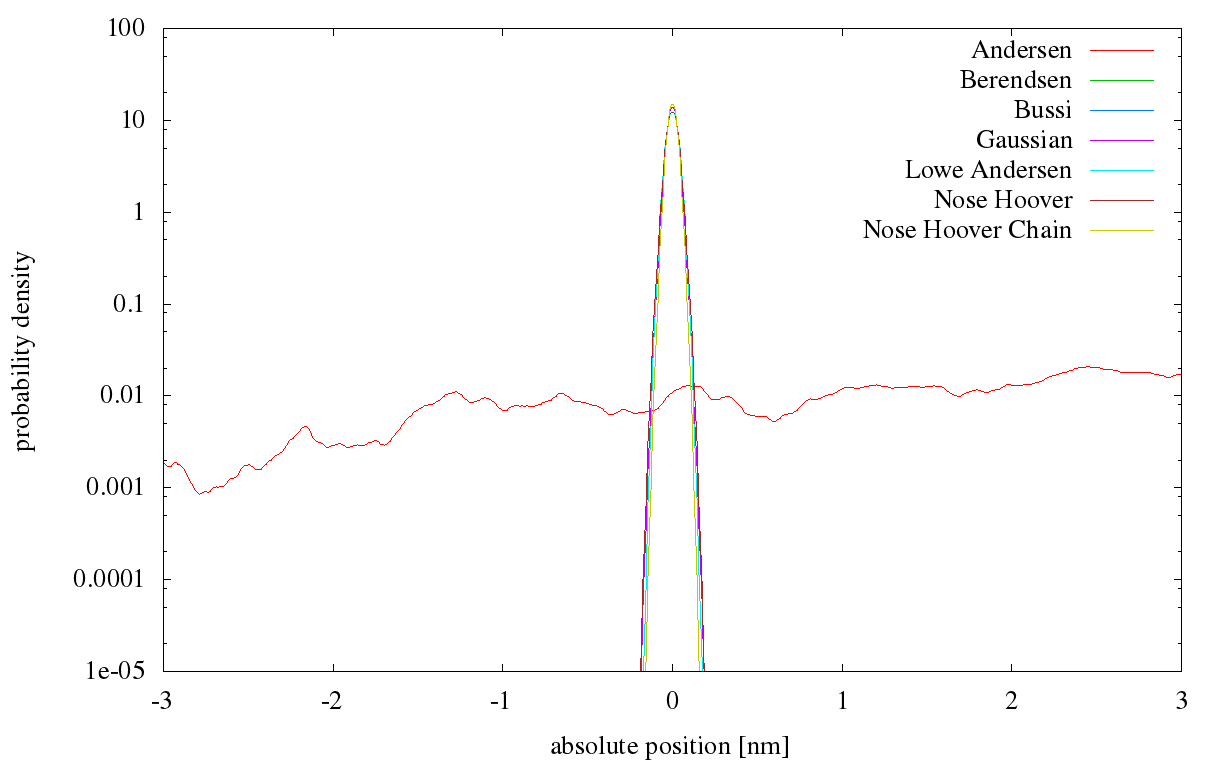 100
10
1
0.1
0.01
0.001
0.0001
1e-05
-3
-2
-1
0
1
2
3
probability density
absolute position [nm]
Andersen
Berendsen
Bussi
Gaussian
Lowe Andersen
Nose Hoover
Nose Hoover Chain